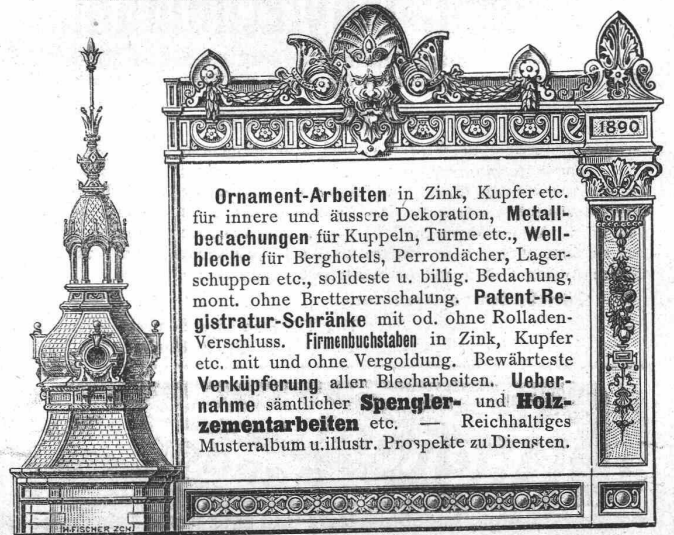 1890
Ornament-Arbeiten in Zink, Kupfer etc.
für innere und äussere Dekoration, Metall-
bedachungen für Kuppeln, Türme etc., Well-
bleche für Berghotels, Perrondächer, Lager-
schuppen etc., solideste u. billig. Bedachung,
mont. ohne Bretterverschalung. Patent-Re-
gistratur-Schränke mit od. ohne Rolladen-
Verschluss. Firmenbuchstaben in Zink, Kupfer
etc. mit und ohne Vergoldung. Bewährteste
Verküpferung aller Blecharbeiten. Ueber-
nahme sämtlicher Spengler- und Holz-
zementarbeiten etc. — Reichhaltiges
Musteralbum u. illustr. Prospekte zu Diensten.
H. FISCHER ZCH